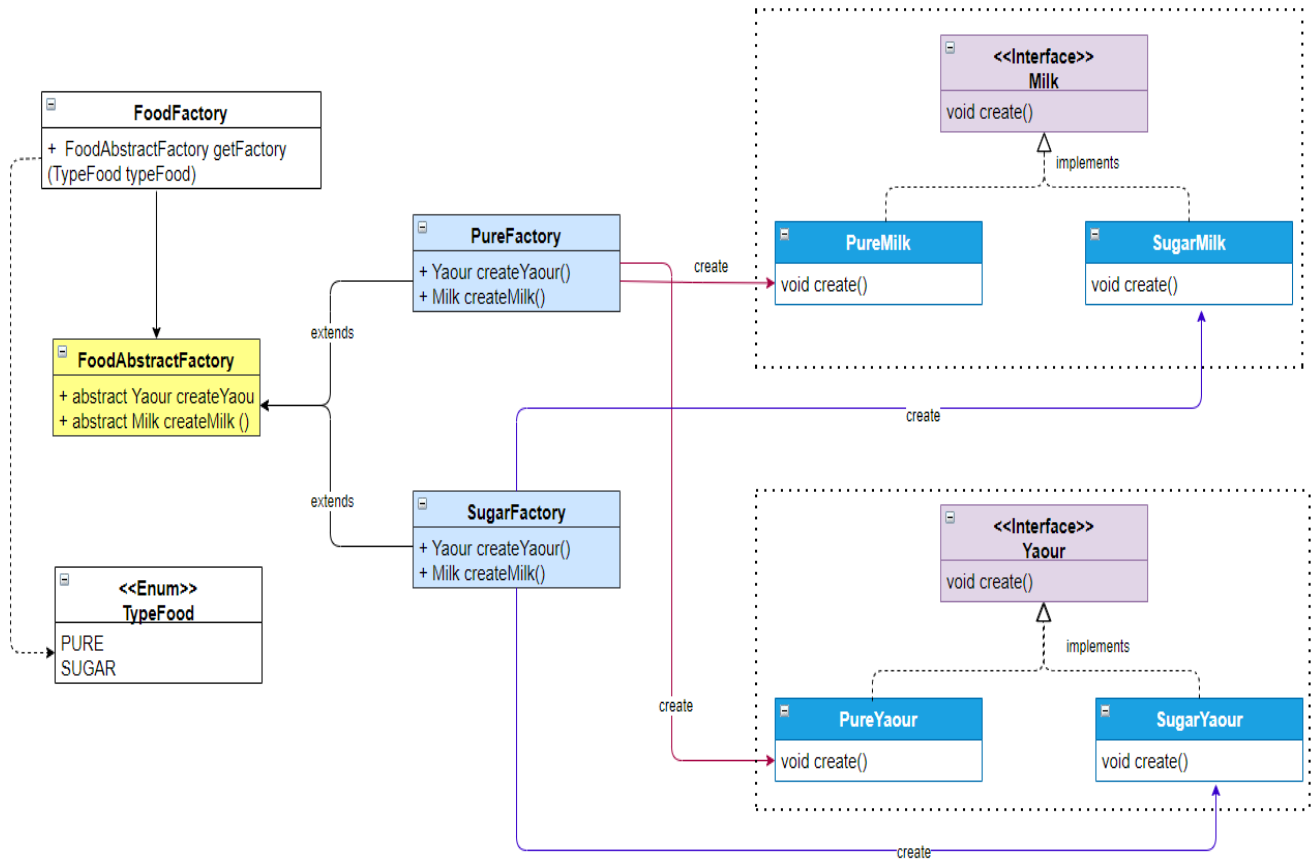 FoodFactory
+ FoodAbstractFactory getFactory
(TypeFood typeFood)
FoodAbstractFactory
+ abstract Yaour createYaou
+ abstract Milk createMilk ()
<<Enum>>
TypeFood
PURE
SUGAR
extends
extends
PureFactory
+ Yaour createYaour()
+ Milk createMilk()
SugarFactory
+ Yaour createYaour()
+ Milk createMilk()
create
create
create
create
<<Interface>>
Milk
void create()
implements
PureMilk
void create()
SugarMilk
void create()
<<Interface>>
Yaour
void create()
implements
PureYaour
void create()
SugarYaour
void create()